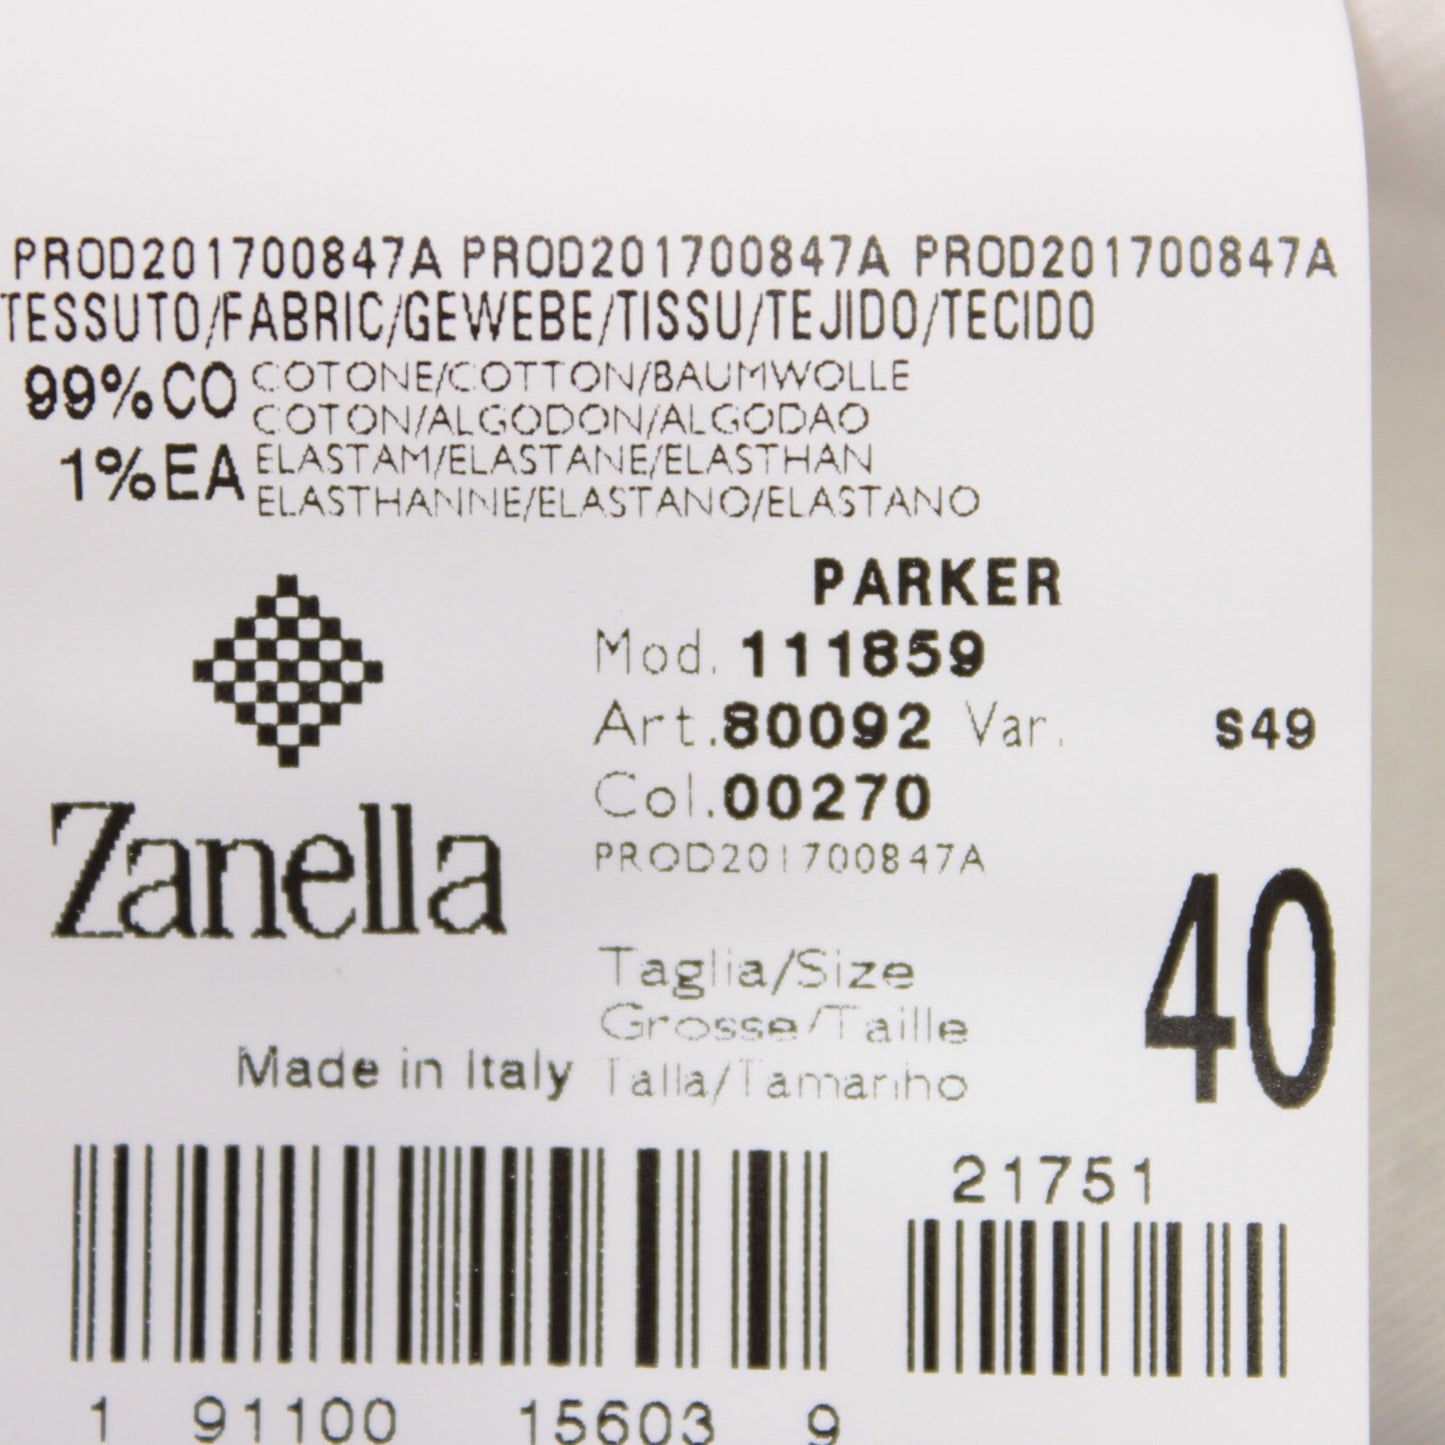 PROD201700847A PROD201700847A PROD201700847A
TESSUTO/FABRIC/GEWEBE/TISSU/TEJIDO/TECIDO
99%CO COTONE/COTTON/BAUMWOLLE
COTON/ALGODON/ALGODAO
1%EA ELASTAM/ELASTANE/ELASTHAN
ELASTHANNE/ELASTANO/ELASTANO
PARKER
Mod. 111859
Art.80092 Var. S49
Col.00270
PROD201700847A
Zanella
40
Taglia/Size
Grosse/Taille
Made in Italy Talla/Tamanho
21751
1 91100 15603 9